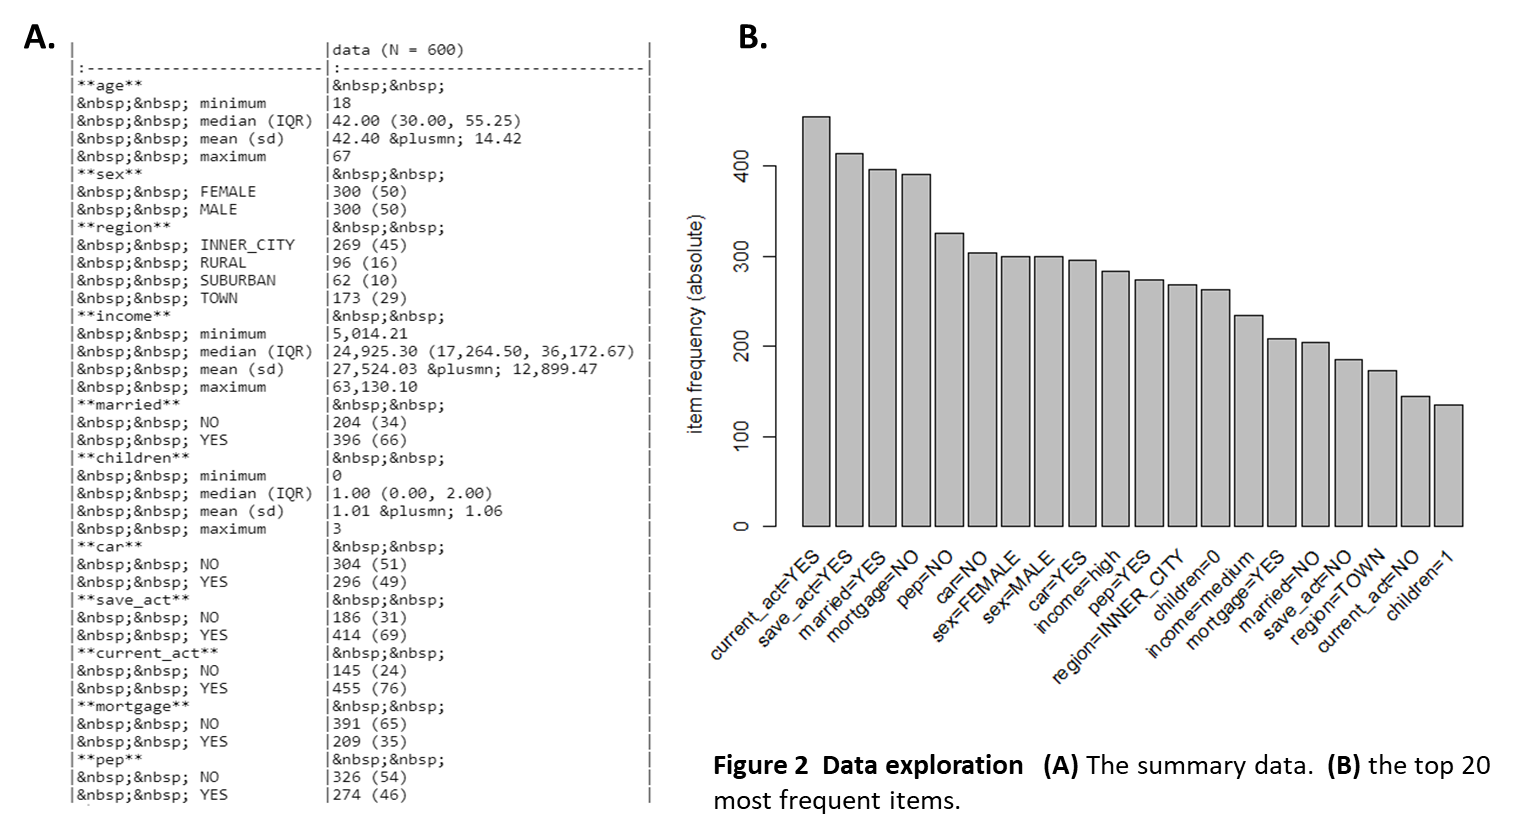 A.
| |data (N = 600) |
|:-------------------------|:-------------------------------|
|**age** |&nbsp;&nbsp; |
|&nbsp;&nbsp; minimum |18 |
|&nbsp;&nbsp; median (IQR) |42.00 (30.00, 55.25) |
|&nbsp;&nbsp; mean (sd) |42.40 &plusmn; 14.42 |
|&nbsp;&nbsp; maximum |67 |
|**sex** |&nbsp;&nbsp; |
|&nbsp;&nbsp; FEMALE |300 (50) |
|&nbsp;&nbsp; MALE |300 (50) |
|**region** |&nbsp;&nbsp; |
|&nbsp;&nbsp; INNER_CITY |269 (45) |
|&nbsp;&nbsp; RURAL |96 (16) |
|&nbsp;&nbsp; SUBURBAN |62 (10) |
|&nbsp;&nbsp; TOWN |173 (29) |
|**income** |&nbsp;&nbsp; |
|&nbsp;&nbsp; minimum |5,014.21 |
|&nbsp;&nbsp; median (IQR) |24,925.30 (17,264.50, 36,172.67) |
|&nbsp;&nbsp; mean (sd) |27,524.03 &plusmn; 12,899.47 |
|&nbsp;&nbsp; maximum |63,130.10 |
|**married** |&nbsp;&nbsp; |
|&nbsp;&nbsp; NO |204 (34) |
|&nbsp;&nbsp; YES |396 (66) |
|**children** |&nbsp;&nbsp; |
|&nbsp;&nbsp; minimum |0 |
|&nbsp;&nbsp; median (IQR) |1.00 (0.00, 2.00) |
|&nbsp;&nbsp; mean (sd) |1.01 &plusmn; 1.06 |
|&nbsp;&nbsp; maximum |3 |
|**car** |&nbsp;&nbsp; |
|&nbsp;&nbsp; NO |304 (51) |
|&nbsp;&nbsp; YES |296 (49) |
|**save_act** |&nbsp;&nbsp; |
|&nbsp;&nbsp; NO |186 (31) |
|&nbsp;&nbsp; YES |414 (69) |
|**current_act** |&nbsp;&nbsp; |
|&nbsp;&nbsp; NO |145 (24) |
|&nbsp;&nbsp; YES |455 (76) |
|**mortgage** |&nbsp;&nbsp; |
|&nbsp;&nbsp; NO |391 (65) |
|&nbsp;&nbsp; YES |209 (35) |
|**pep** |&nbsp;&nbsp; |
|&nbsp;&nbsp; NO |326 (54) |
|&nbsp;&nbsp; YES |274 (46) |
B.
item frequency (absolute)
400
300
200
100
0
current_act=YES
save_act=YES
married=YES
mortgage=NO
pep=NO
car=NO
sex=FEMALE
sex=MALE
car=YES
income=high
pep=YES
region=INNER_CITY
children=0
income=medium
mortgage=YES
married=NO
save_act=NO
region=TOWN
current_act=NO
children=1
Figure 2 Data exploration (A) The summary data. (B) the top 20
most frequent items.